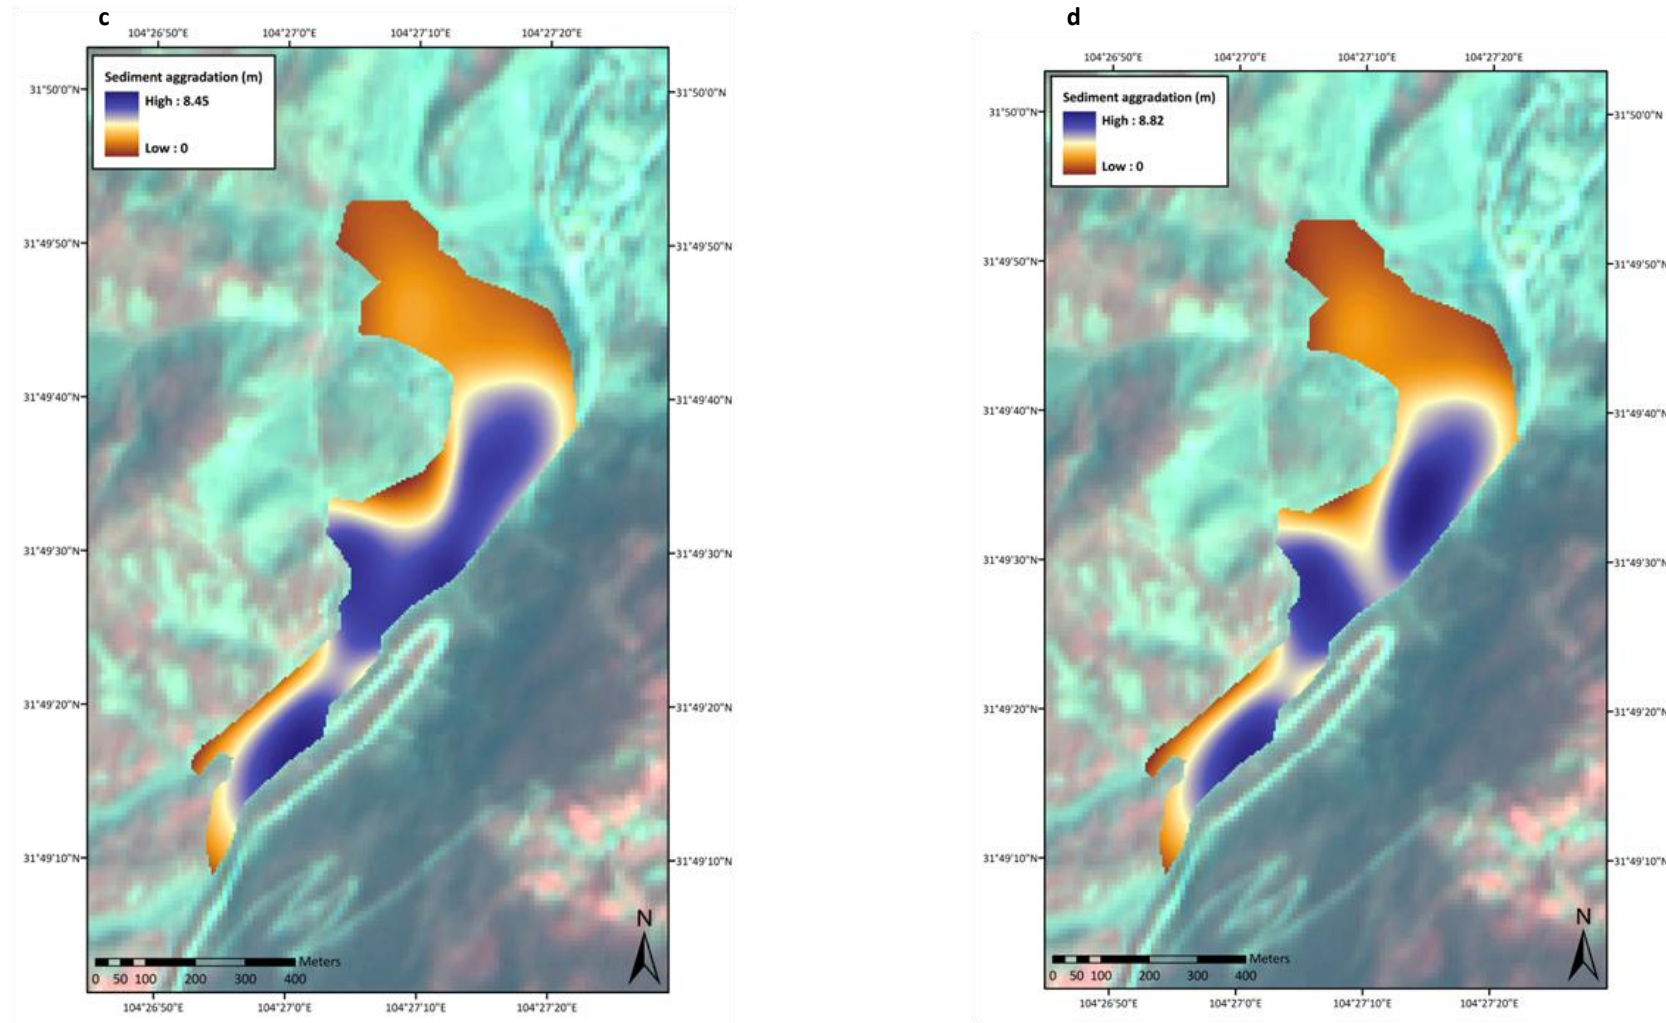 c
104°26'50"E 104°27'0"E 104°27'10"E 104°27'20"E
Sediment aggradation (m)
High : 8.45
Low : 0
31°50'0"N
31°50'0"N
31°49'50"N
31°49'50"N
31°49'40"N
31°49'40"N
31°49'30"N
31°49'30"N
31°49'20"N
31°49'20"N
31°49'10"N
31°49'10"N
N
Meters
0 50 100 200 300 400
104°26'50"E 104°27'0"E 104°27'10"E 104°27'20"E
d
104°26'50"E 104°27'0"E 104°27'10"E 104°27'20"E
Sediment aggradation (m)
High : 8.82
Low : 0
31°50'0"N
31°50'0"N
31°49'50"N
31°49'50"N
31°49'40"N
31°49'40"N
31°49'30"N
31°49'30"N
31°49'20"N
31°49'20"N
31°49'10"N
31°49'10"N
N
Meters
0 50 100 200 300 400
104°26'50"E 104°27'0"E 104°27'10"E 104°27'20"E